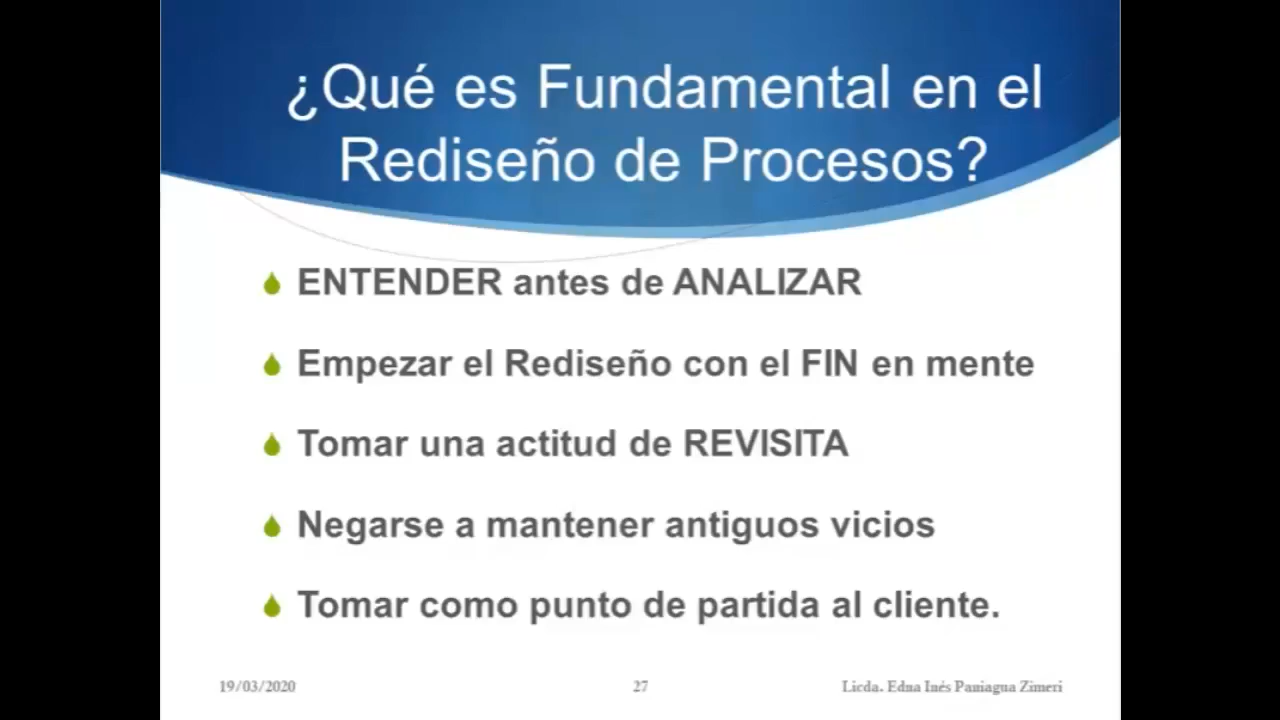 ¿Qué es Fundamental en el
Rediseño de Procesos?
ENTENDER antes de ANALIZAR
Empezar el Rediseño con el FIN en mente
Tomar una actitud de REVISITA
Negarse a mantener antiguos vicios
Tomar como punto de partida al cliente.
19/03/2020
27
Licda. Edna Inés Paniagua Zimeri